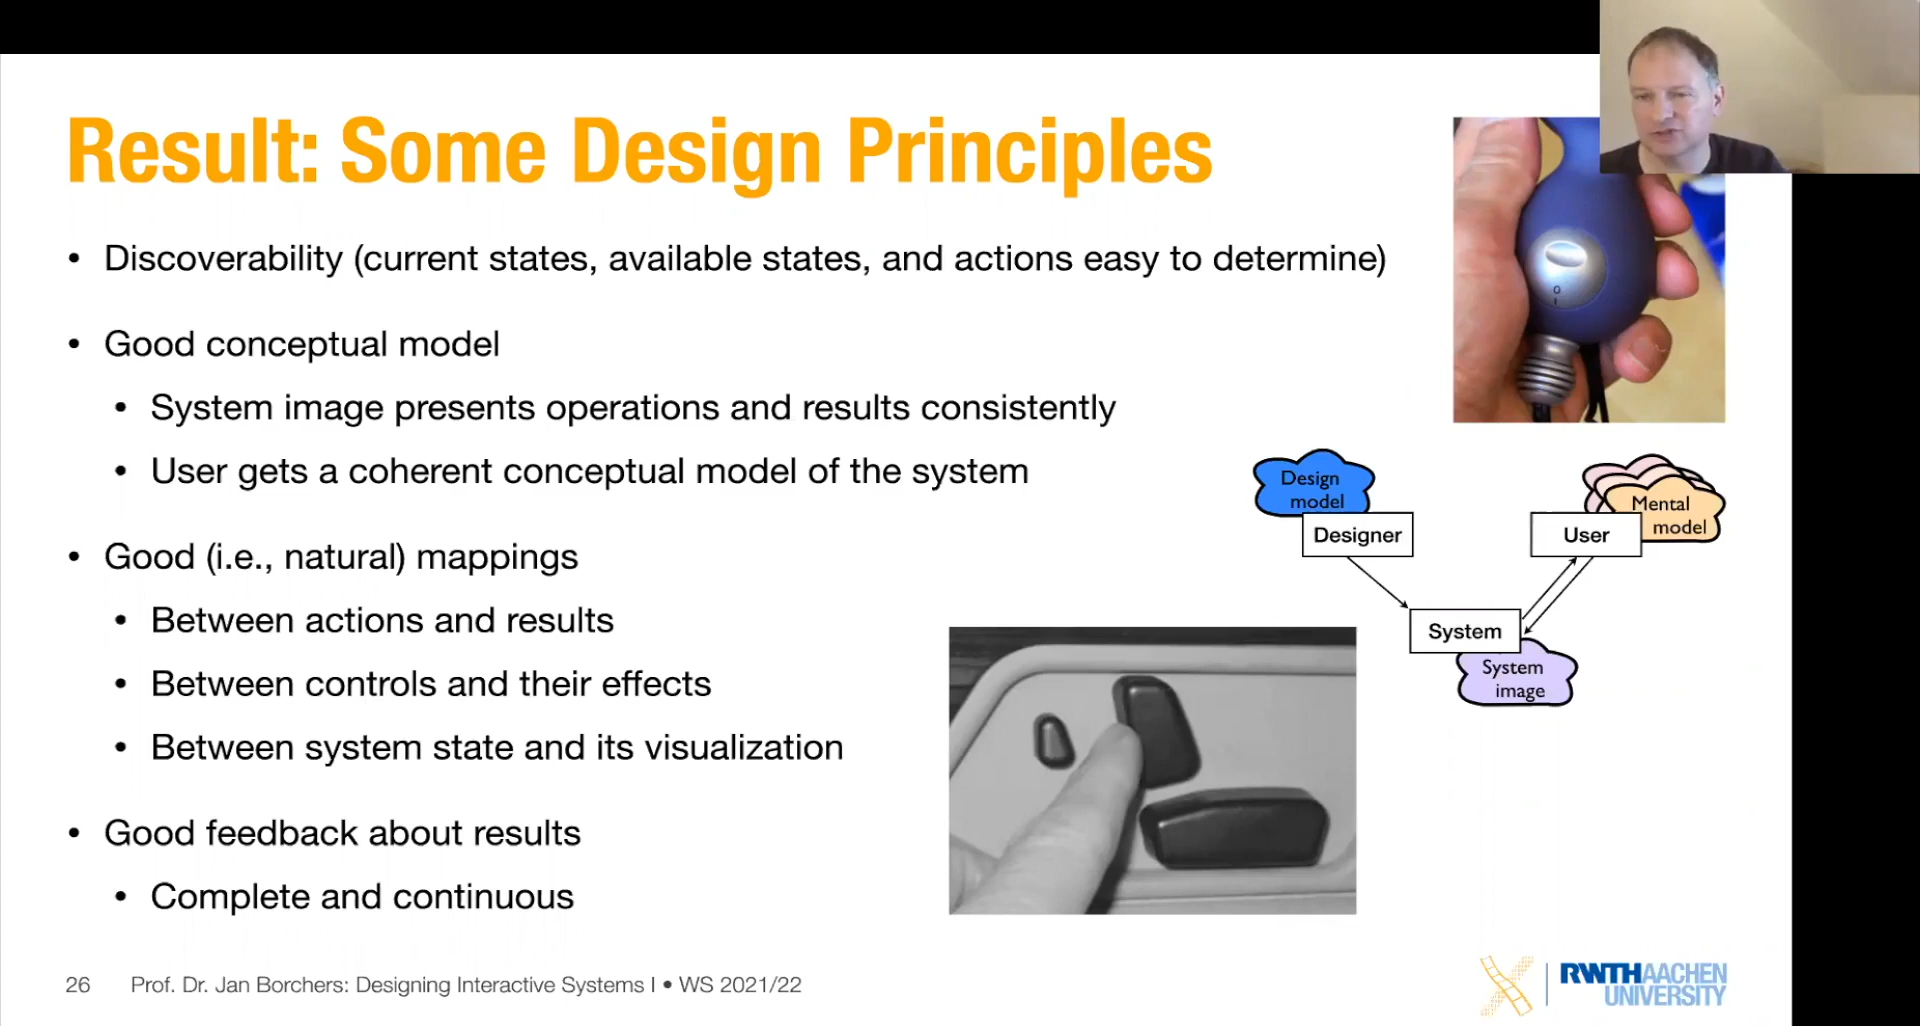 Result: Some Design Principles
• Discoverability (current states, available states, and actions easy to determine)
• Good conceptual model
• System image presents operations and results consistently
• User gets a coherent conceptual model of the system
• Good (i.e., natural) mappings
• Between actions and results
• Between controls and their effects
• Between system state and its visualization
• Good feedback about results
• Complete and continuous
0
I
Design
model
Designer
Mental
model
User
System
System
image
26 Prof. Dr. Jan Borchers: Designing Interactive Systems I • WS 2021/22
RWTH AACHEN
UNIVERSITY